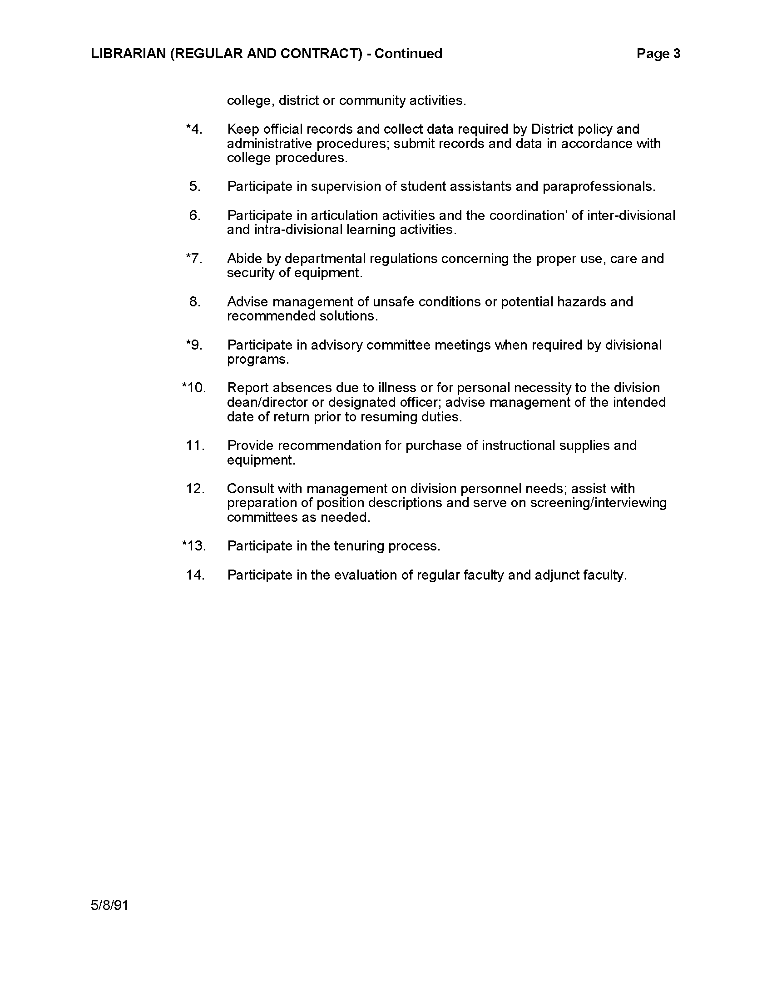 LIBRARIAN (REGULAR AND CONTRACT) - Continued Page 3
college, district or community activities.
*4. Keep official records and collect data required by District policy and
administrative procedures; submit records and data in accordance with
college procedures.
5. Participate in supervision of student assistants and paraprofessionals.
6. Participate in articulation activities and the coordination’ of inter-divisional
and intra-divisional learning activities.
*7. Abide by departmental regulations concerning the proper use, care and
security of equipment.
8. Advise management of unsafe conditions or potential hazards and
recommended solutions.
*9. Participate in advisory committee meetings when required by divisional
programs.
*10. Report absences due to illness or for personal necessity to the division
dean/director or designated officer; advise management of the intended
date of return prior to resuming duties.
11. Provide recommendation for purchase of instructional supplies and
equipment.
12. Consult with management on division personnel needs; assist with
preparation of position descriptions and serve on screening/interviewing
committees as needed.
*13. Participate in the tenuring process.
14. Participate in the evaluation of regular faculty and adjunct faculty.
5/8/91